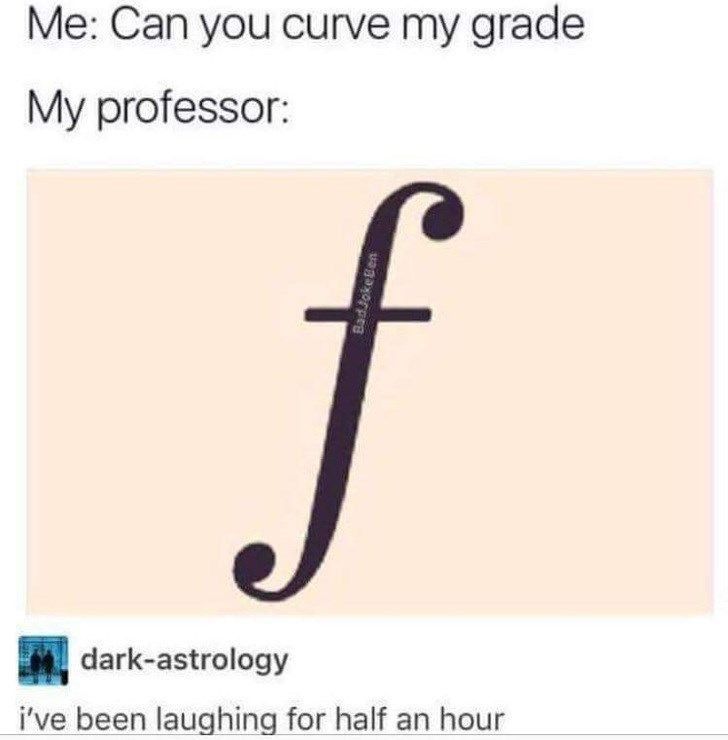 Me: Can you curve my grade
My professor:
f
BadJokeBen
dark-astrology
i've been laughing for half an hour